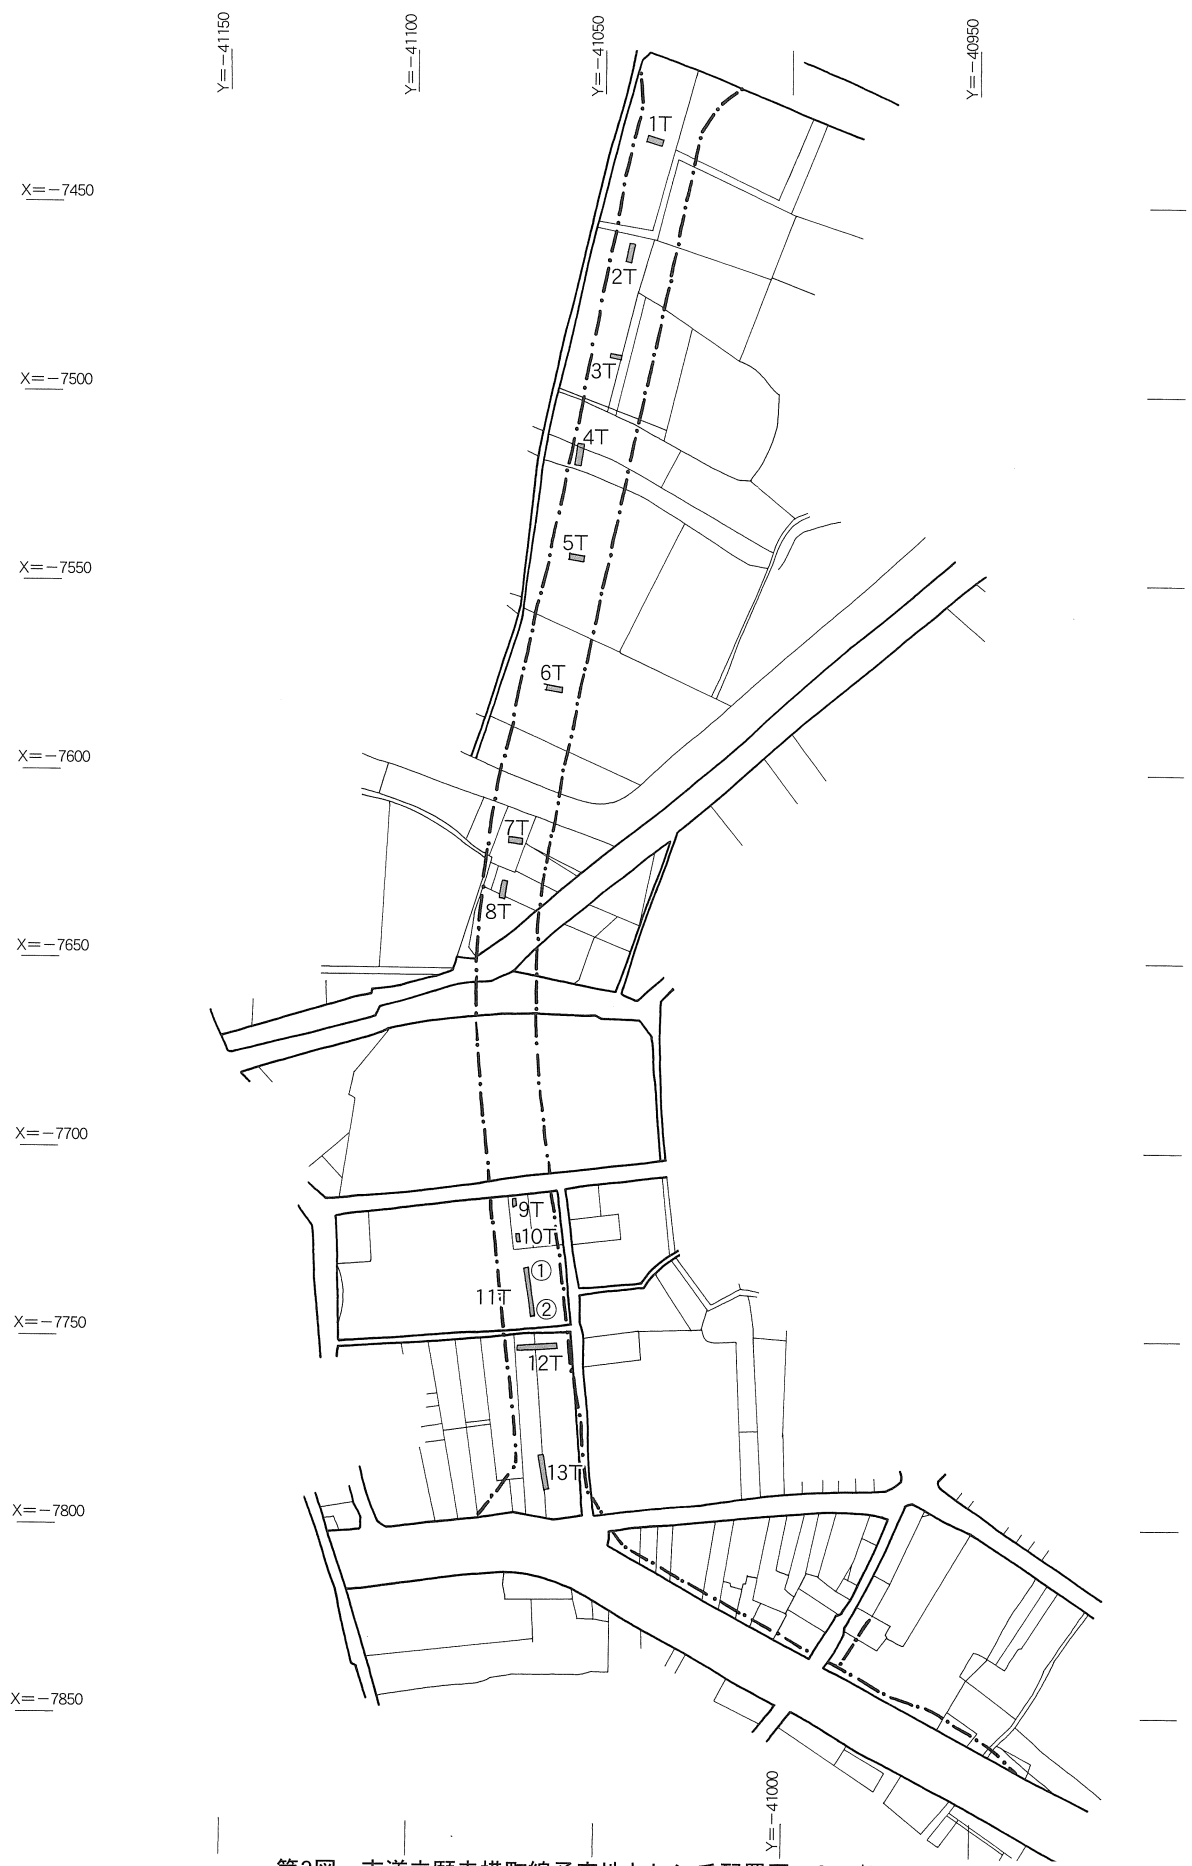 Y=-41150
Y=-41100
Y=-41050
Y=-40950
1T
X=-7450
2T
3T
X=-7500
4T
5T
X=-7550
6T
X=-7600
7T
8T
X=-7650
X=-7700
9T
10T
①
11T
②
X=-7750
12T
13T
X=-7800
X=-7850
Y=-41000